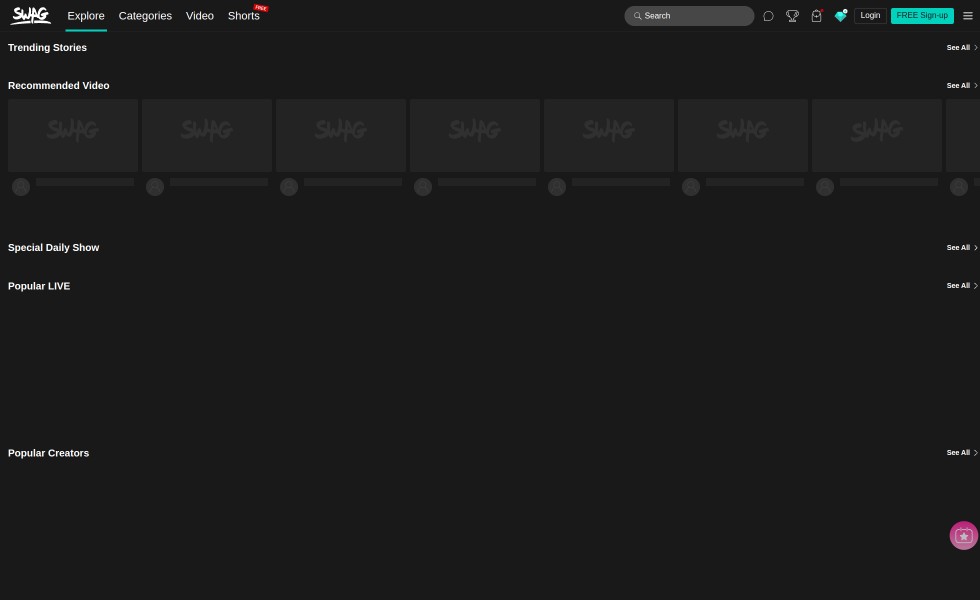 SWAG
Explore
Categories
Video
Shorts
FREE
Search
Login
FREE Sign-up
Trending Stories
See All
Recommended Video
See All
SWAG
SWAG
SWAG
SWAG
SWAG
SWAG
SWAG
Special Daily Show
See All
Popular LIVE
See All
Popular Creators
See All